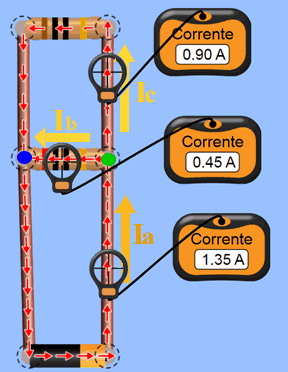 Corrente
0.90 A
Ic
Ib
Corrente
0.45 A
Ia
Corrente
1.35 A